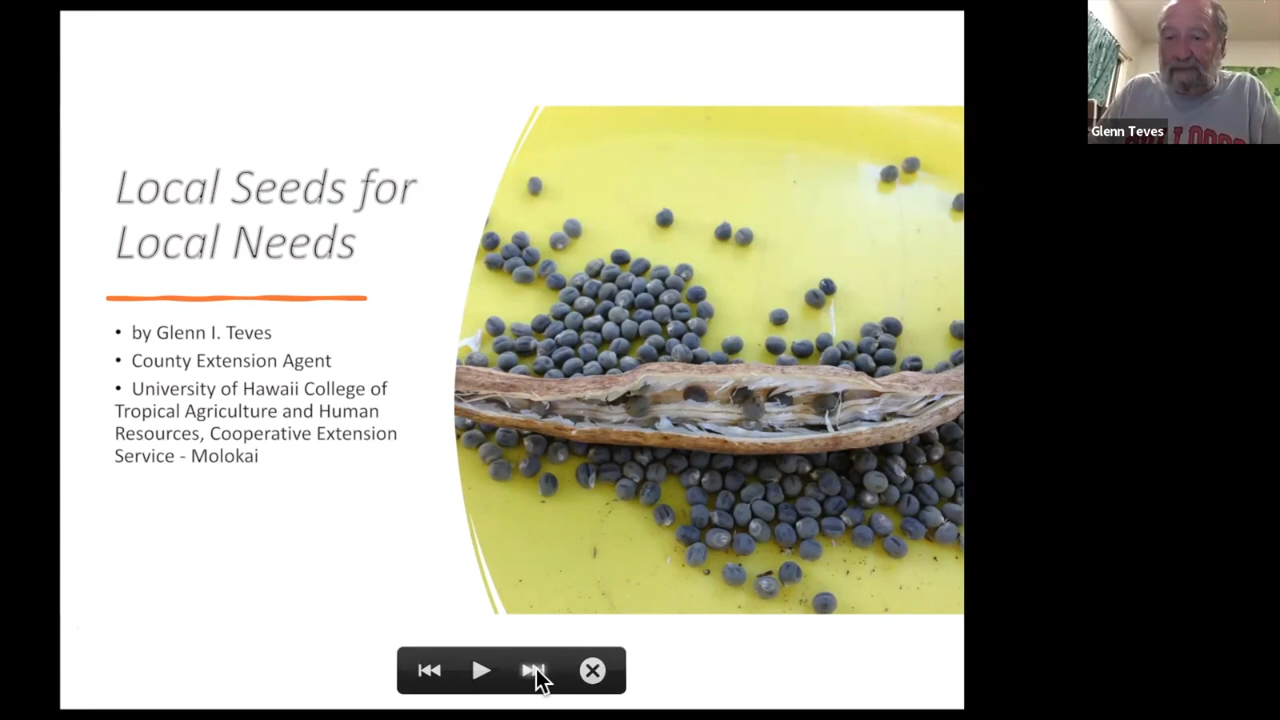 Local Seeds for
Local Needs
• by Glenn I. Teves
• County Extension Agent
• University of Hawaii College of
Tropical Agriculture and Human
Resources, Cooperative Extension
Service - Molokai
Glenn Teves